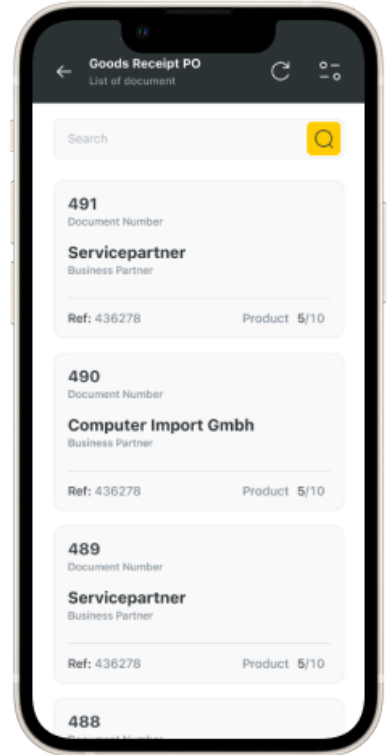 Goods Receipt PO
List of document
Search
491
Document Number
Servicepartner
Business Partner
Ref: 436278 Product 5/10
490
Document Number
Computer Import Gmbh
Business Partner
Ref: 436278 Product 5/10
489
Document Number
Servicepartner
Business Partner
Ref: 436278 Product 5/10
488
Document Number